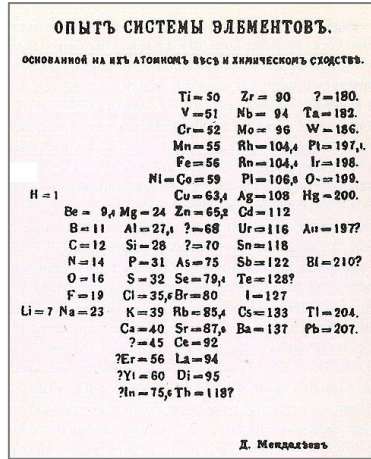 ОПЫТЪ СИСТЕМЫ ЭЛЕМЕНТОВЪ.
ОСНОВАННОЙ НА ИХЪ АТОМНОМЪ ВѢСѢ И ХИМИЧЕСКОМЪ СХОДСТВѢ.
Ti = 50 Zr = 90 ? = 180.
V = 51 Nb = 94 Ta = 182.
Cr = 52 Mo = 96 W = 186.
Mn = 55 Rh = 104,4 Pt = 197,1.
Fe = 56 Rn = 104,4 Ir = 198.
Ni = Co = 59 Pl = 106,6 O- = 199.
H = 1 Cu = 63,4 Ag = 108 Hg = 200.
Be = 9,4 Mg = 24 Zn = 65,2 Cd = 112
B = 11 Al = 27,1 ? = 68 Ur = 116 Au = 197?
C = 12 Si = 28 ? = 70 Sn = 118
N = 14 P = 31 As = 75 Sb = 122 Bi = 210?
O = 16 S = 32 Se = 79,4 Te = 128?
F = 19 Cl = 35,5 Br = 80 I = 127
Li = 7 Na = 23 K = 39 Rb = 85,4 Cs = 133 Tl = 204.
Ca = 40 Sr = 87,6 Ba = 137 Pb = 207.
? = 45 Ce = 92
?Er = 56 La = 94
?Yt = 60 Di = 95
?In = 75,6 Th = 118?
Д. Менделѣевъ